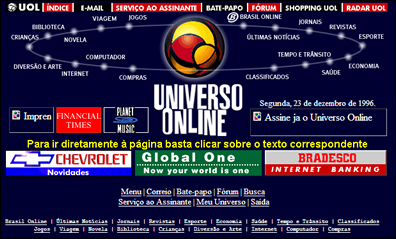 UOL ÍNDICE E-MAIL SERVIÇO AO ASSINANTE BATE-PAPO FÓRUM SHOPPING UOL RADAR UOL
VIAGEM JOGOS BRASIL ONLINE JORNAIS
BIBLIOTECA REVISTAS
CRIANÇAS NOVELA ÚLTIMAS NOTÍCIAS ESPORTE
COMPUTADOR TEMPO E TRÂNSITO
DIVERSÃO E ARTE ECONOMIA
INTERNET COMPRAS CLASSIFICADOS SAÚDE
UNIVERSO
ONLINE
Segunda, 23 de dezembro de 1996.
Impren
FINANCIAL
TIMES
PLANET
MUSIC
Assine ja o Universo Online
Para ir diretamente à página basta clicar sobre o texto correspondente
CHEVROLET
Novidades
Global One
Now your world is one
BRADESCO
INTERNET BANKING
Menu | Correio | Bate-papo | Fórum | Busca
Serviço ao Assinante | Meu Universo | Saída
Brasil Online | Últimas Notícias | Jornais | Revistas | Esporte | Economia | Saúde | Tempo e Trânsito | Classificados
Jogos | Viagem | Novela | Biblioteca | Crianças | Diversão e Arte | Internet | Computador | Compras